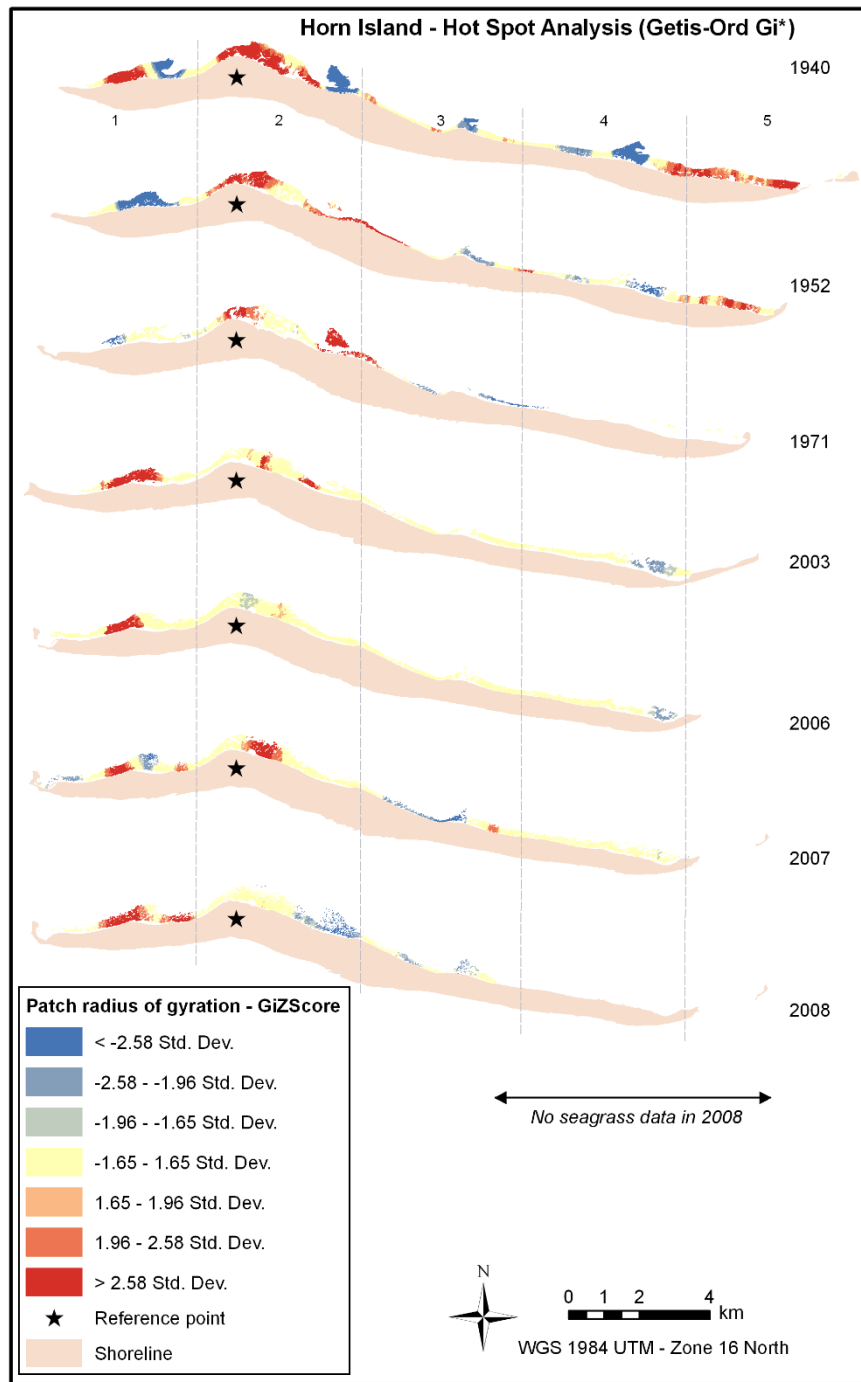 Horn Island - Hot Spot Analysis (Getis-Ord Gi*)
1940
1 2 3 4 5
1952
1971
2003
2006
2007
2008
Patch radius of gyration - GiZScore
< -2.58 Std. Dev.
-2.58 - -1.96 Std. Dev.
-1.96 - -1.65 Std. Dev.
-1.65 - 1.65 Std. Dev.
1.65 - 1.96 Std. Dev.
1.96 - 2.58 Std. Dev.
> 2.58 Std. Dev.
Reference point
Shoreline
No seagrass data in 2008
N
0 1 2 4
km
WGS 1984 UTM - Zone 16 North